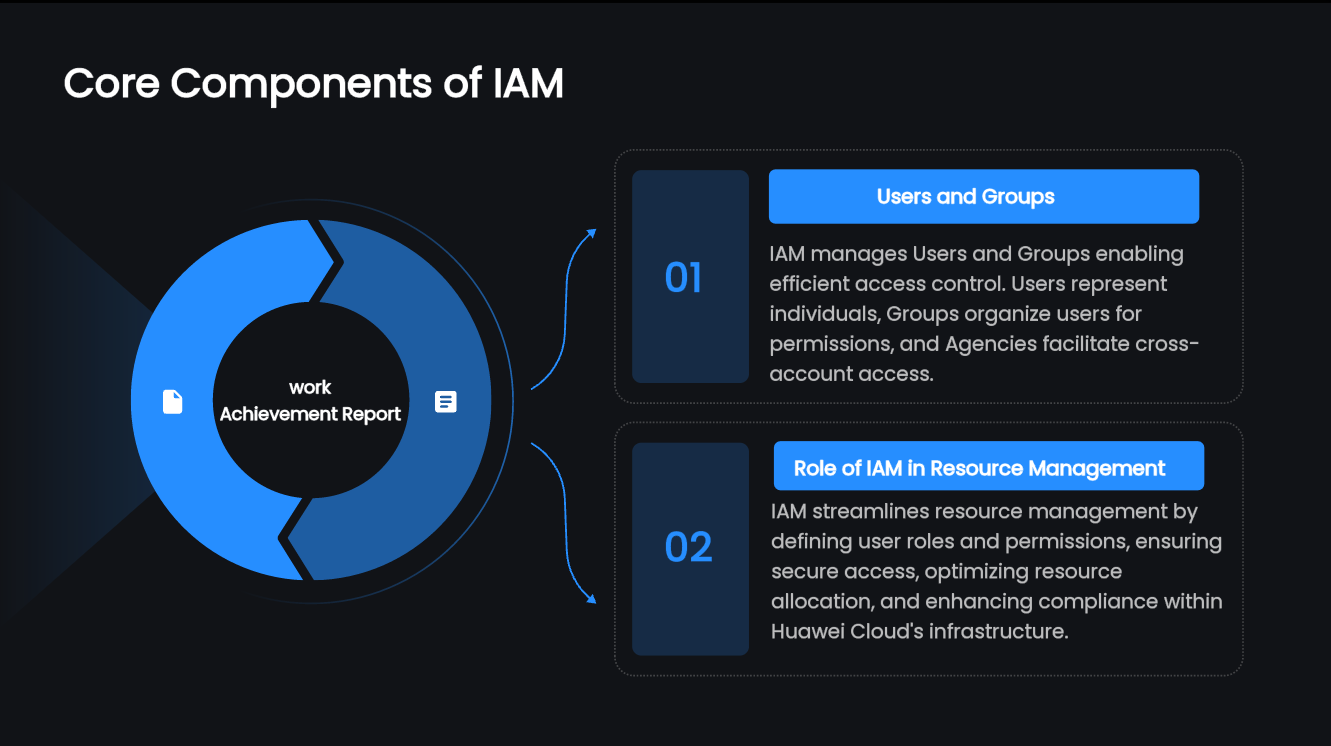 Core Components of IAM
work
Achievement Report
01
Users and Groups
IAM manages Users and Groups enabling
efficient access control. Users represent
individuals, Groups organize users for
permissions, and Agencies facilitate cross-
account access.
02
Role of IAM in Resource Management
IAM streamlines resource management by
defining user roles and permissions, ensuring
secure access, optimizing resource
allocation, and enhancing compliance within
Huawei Cloud's infrastructure.